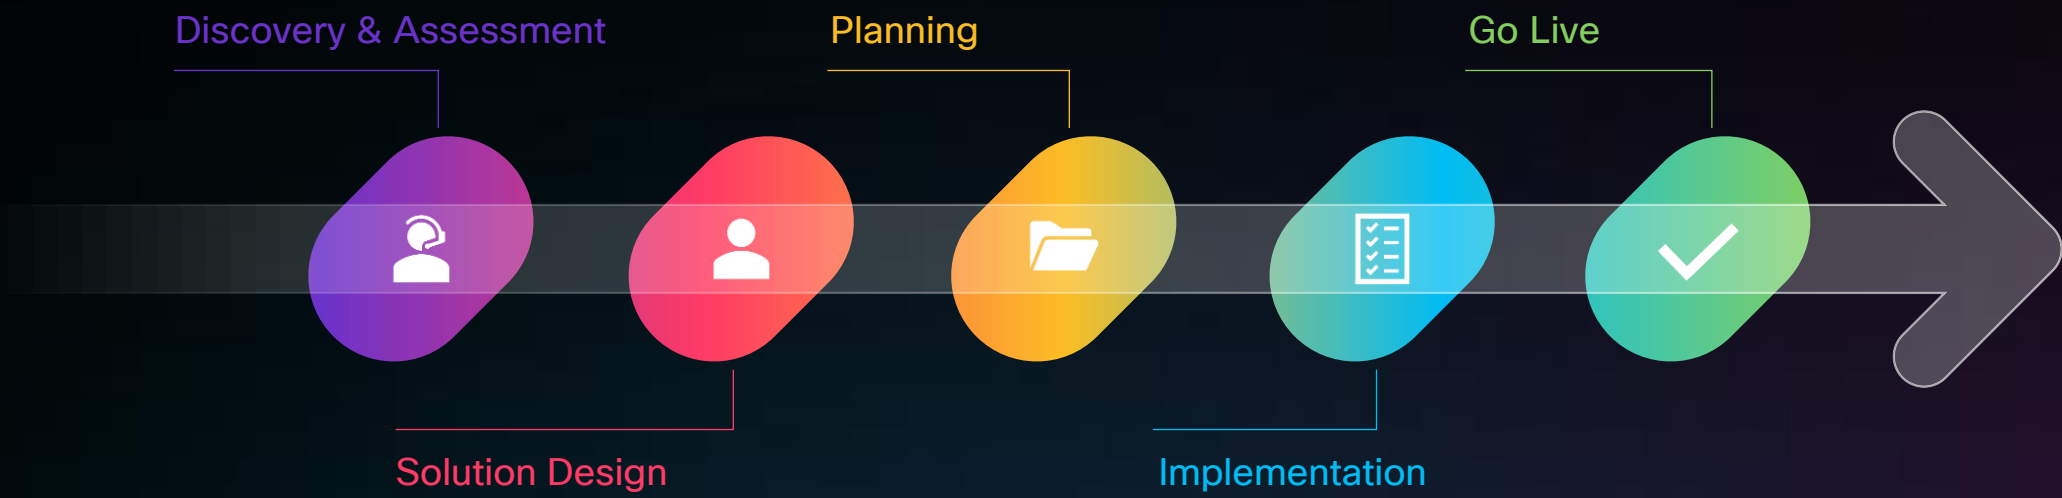 Discovery & Assessment
Planning
Go Live
Solution Design
Implementation